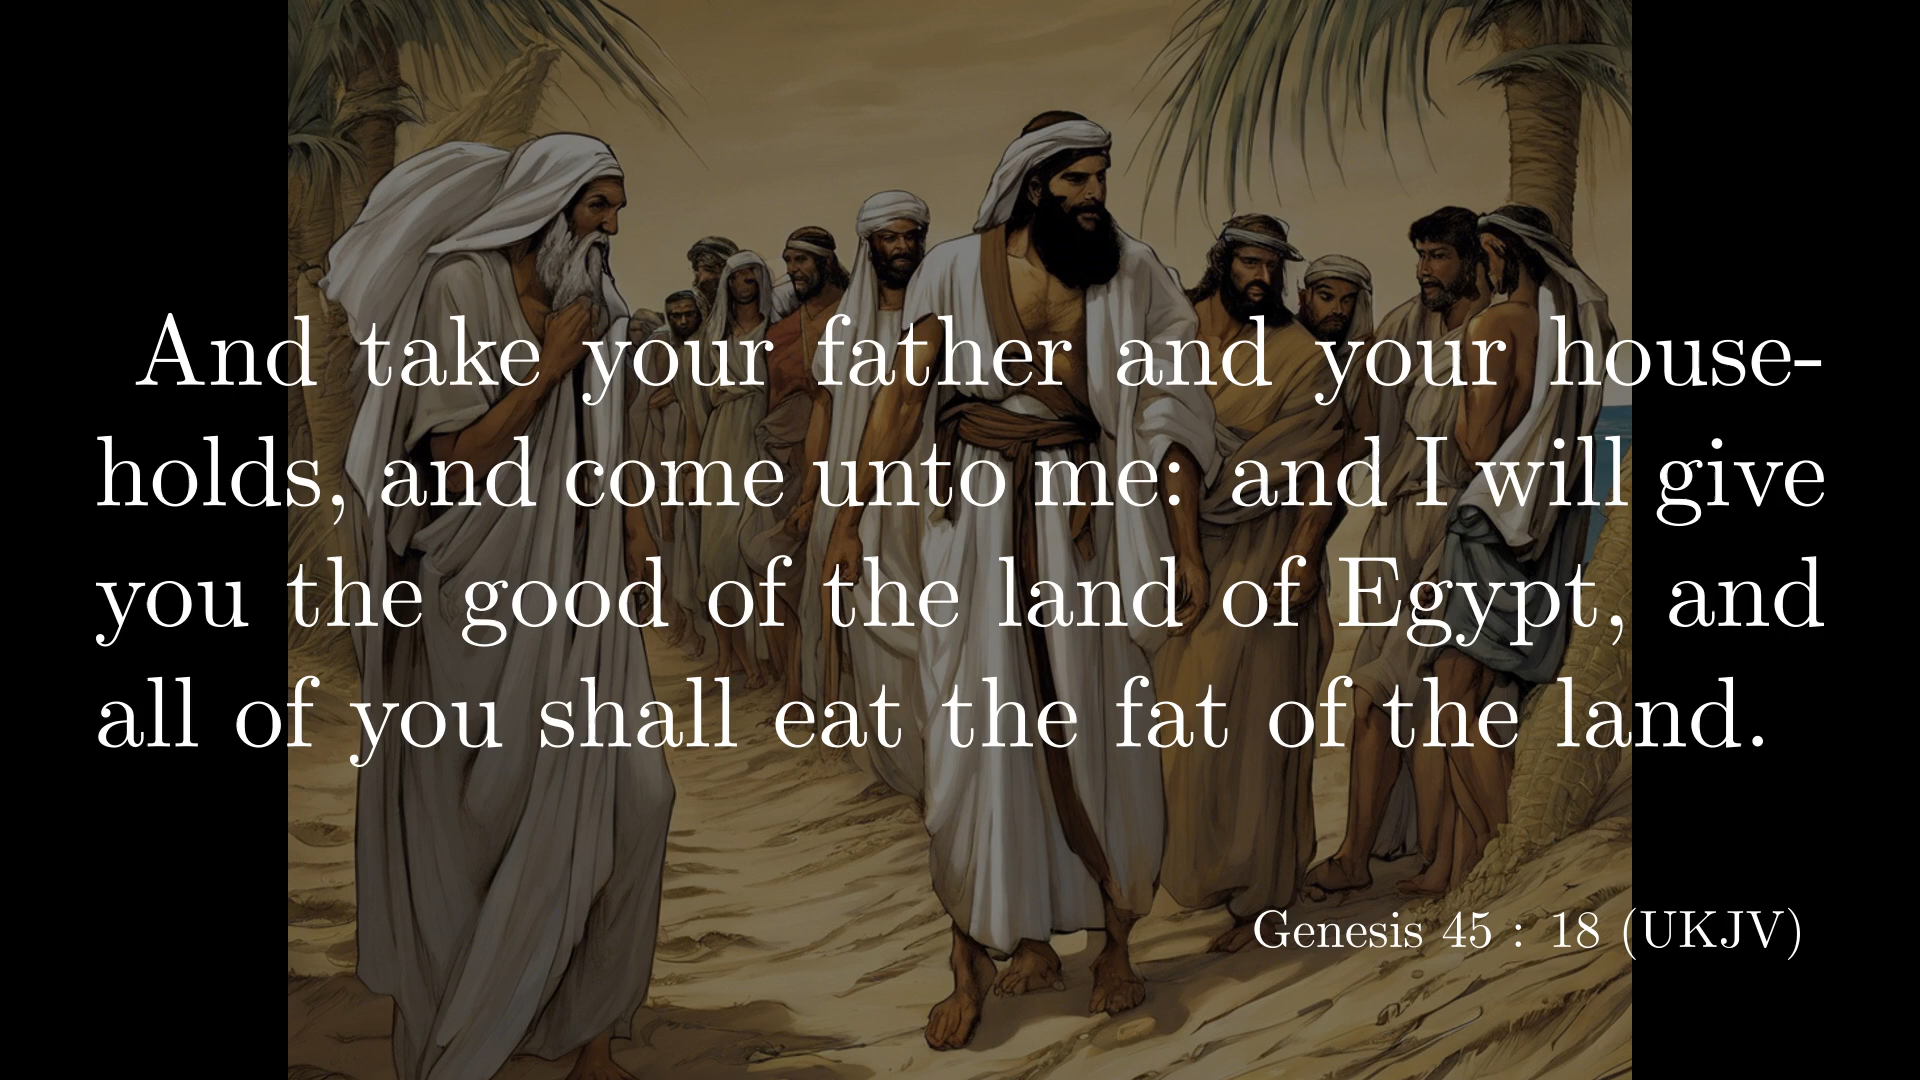 And take your father and your house-
holds, and come unto me: and I will give
you the good of the land of Egypt, and
all of you shall eat the fat of the land.
Genesis 45 : 18 (UKJV)